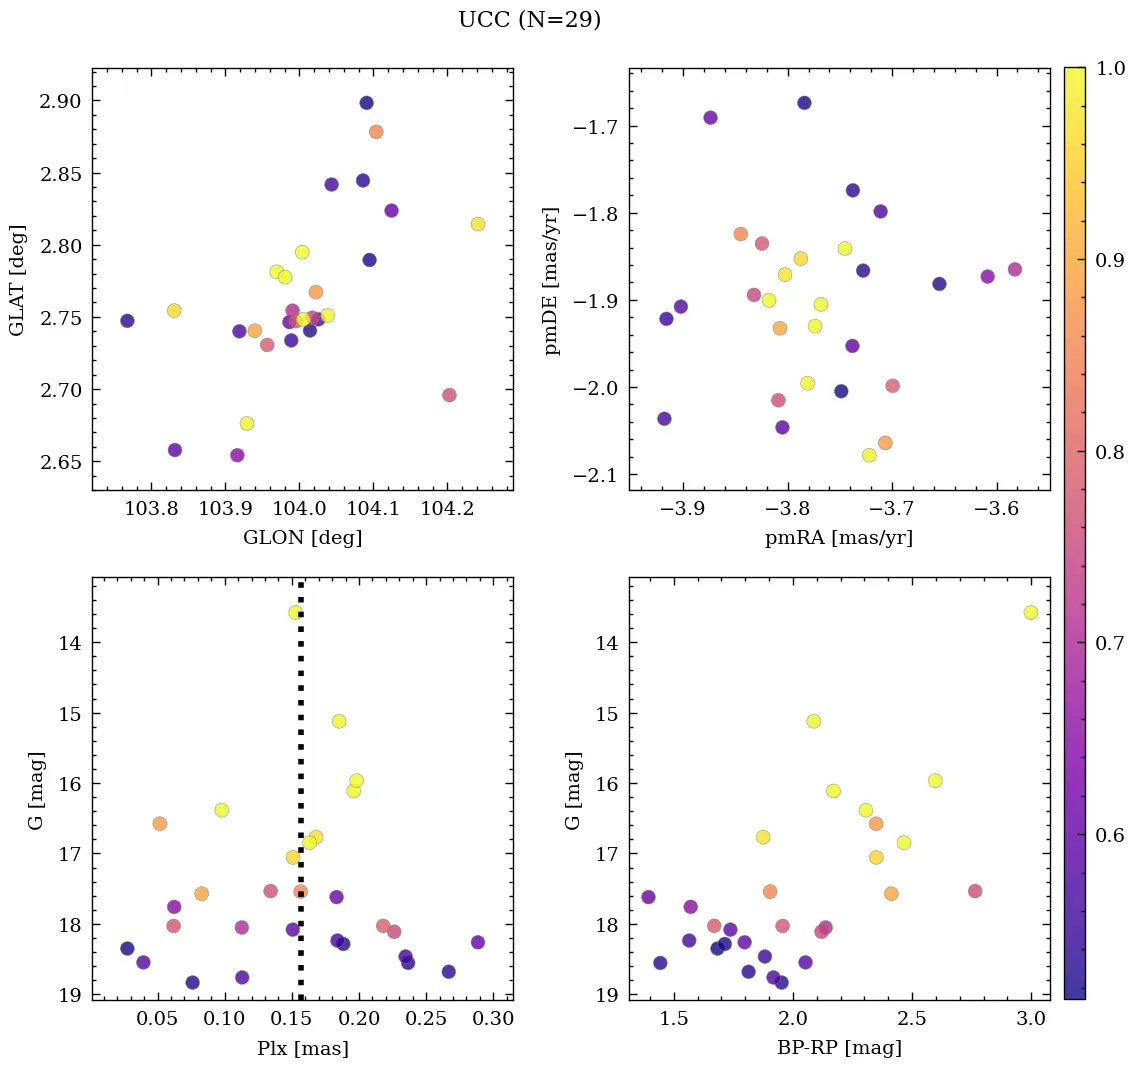 UCC (N=29)
2.90
2.85
2.80
2.75
2.70
2.65
GLAT [deg]
103.8 103.9 104.0 104.1 104.2
GLON [deg]
−1.7
−1.8
−1.9
−2.0
−2.1
pmDE [mas/yr]
−3.9 −3.8 −3.7 −3.6
pmRA [mas/yr]
14
15
16
17
18
19
G [mag]
0.05 0.10 0.15 0.20 0.25 0.30
Plx [mas]
14
15
16
17
18
19
G [mag]
1.5 2.0 2.5 3.0
BP-RP [mag]
1.0
0.9
0.8
0.7
0.6